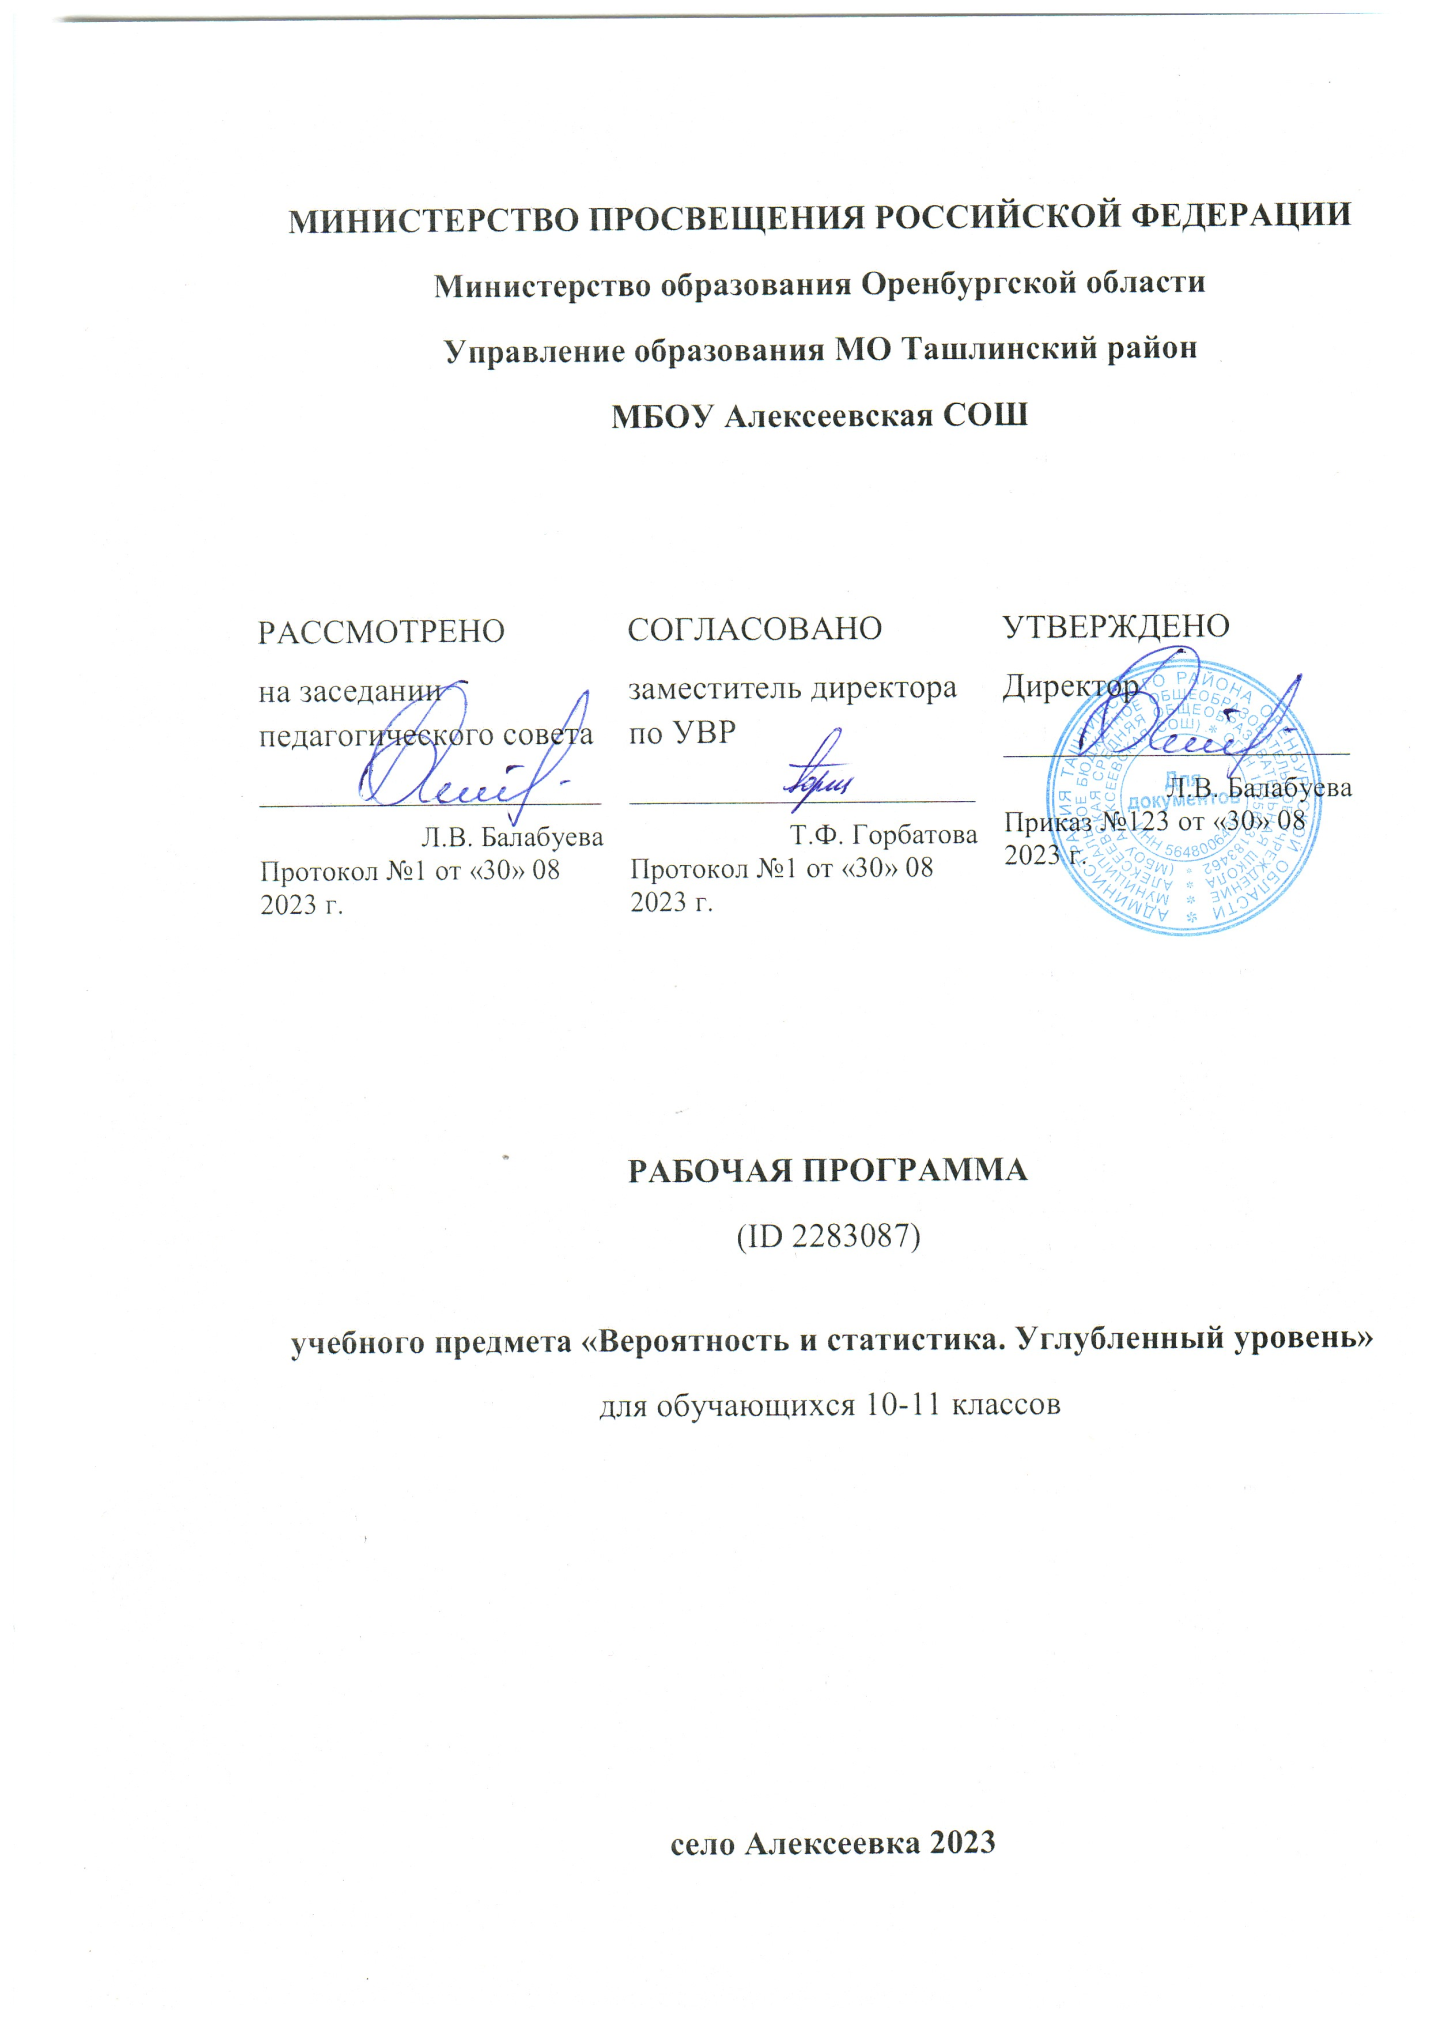 МИНИСТЕРСТВО ПРОСВЕЩЕНИЯ РОССИЙСКОЙ ФЕДЕРАЦИИ
Министерство образования Оренбургской области
Управление образования МО Ташлинский район
МБОУ Алексеевская СОШ
РАССМОТРЕНО
на заседании
педагогического совета
Л.В. Балабуева
Протокол №1 от «30» 08
2023 г.
СОГЛАСОВАНО
заместитель директора
по УВР
Т.Ф. Горбатова
Протокол №1 от «30» 08
2023 г.
УТВЕРЖДЕНО
Директор
Л.В. Балабуева
Приказ №123 от «30» 08
2023 г.
Для
документов
РАБОЧАЯ ПРОГРАММА
(ID 2283087)
учебного предмета «Вероятность и статистика. Углубленный уровень»
для обучающихся 10-11 классов
село Алексеевка 2023